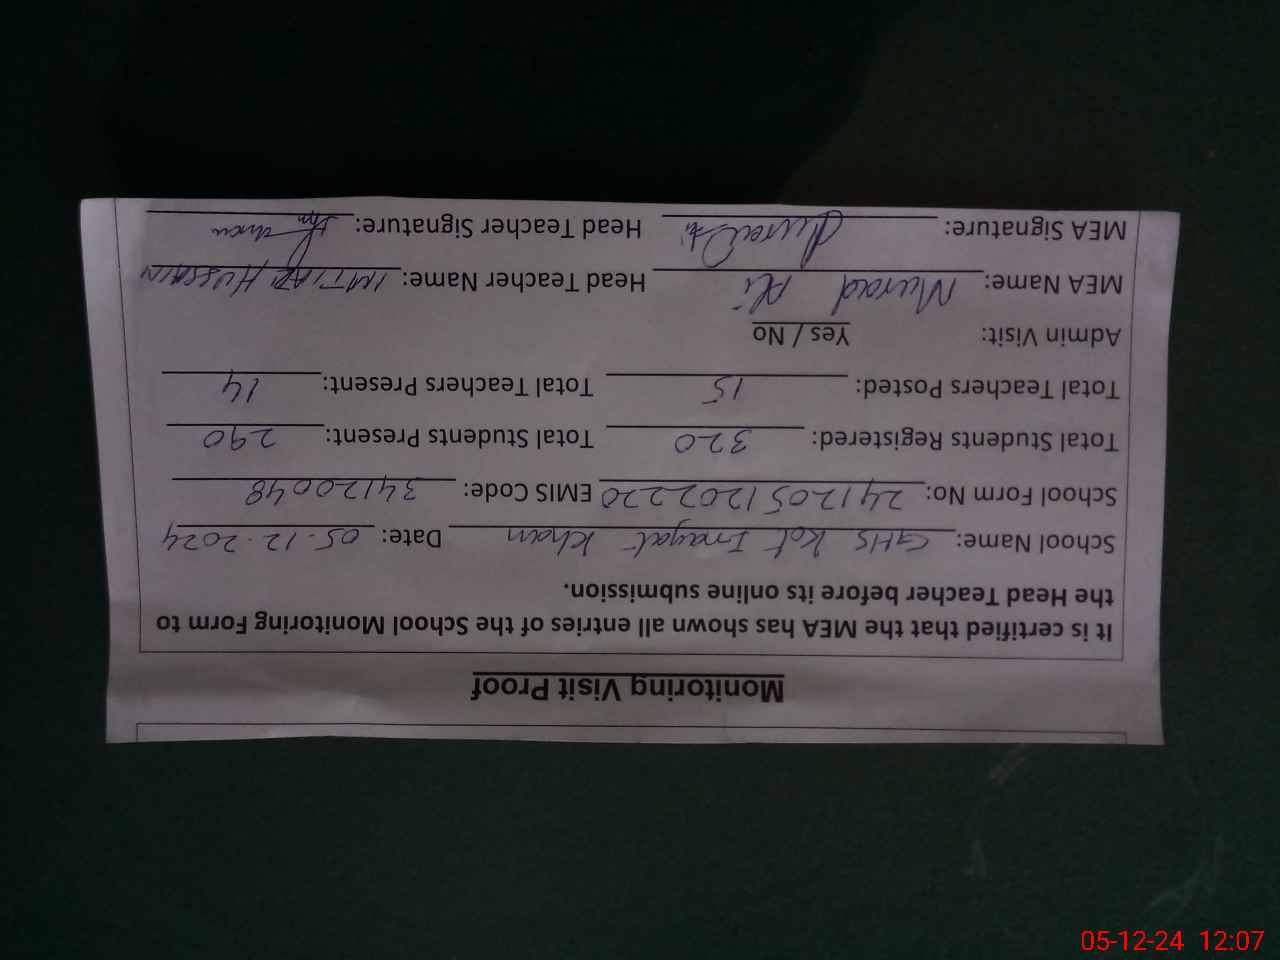 Monitoring Visit Proof
It is certified that the MEA has shown all entries of the School Monitoring Form to
the Head Teacher before its online submission.
School Name: GHS Kot Inayat Khan Date: 05.12.2024
School Form No: 2412051202220 EMIS Code: 34120048
Total Students Registered: 320 Total Students Present: 290
Total Teachers Posted: 15 Total Teachers Present: 14
Admin Visit: Yes / No
MEA Name: Murad Ali Head Teacher Name: IMTIAZ HUSSAIN
MEA Signature: Head Teacher Signature:
05-12-24 12:07